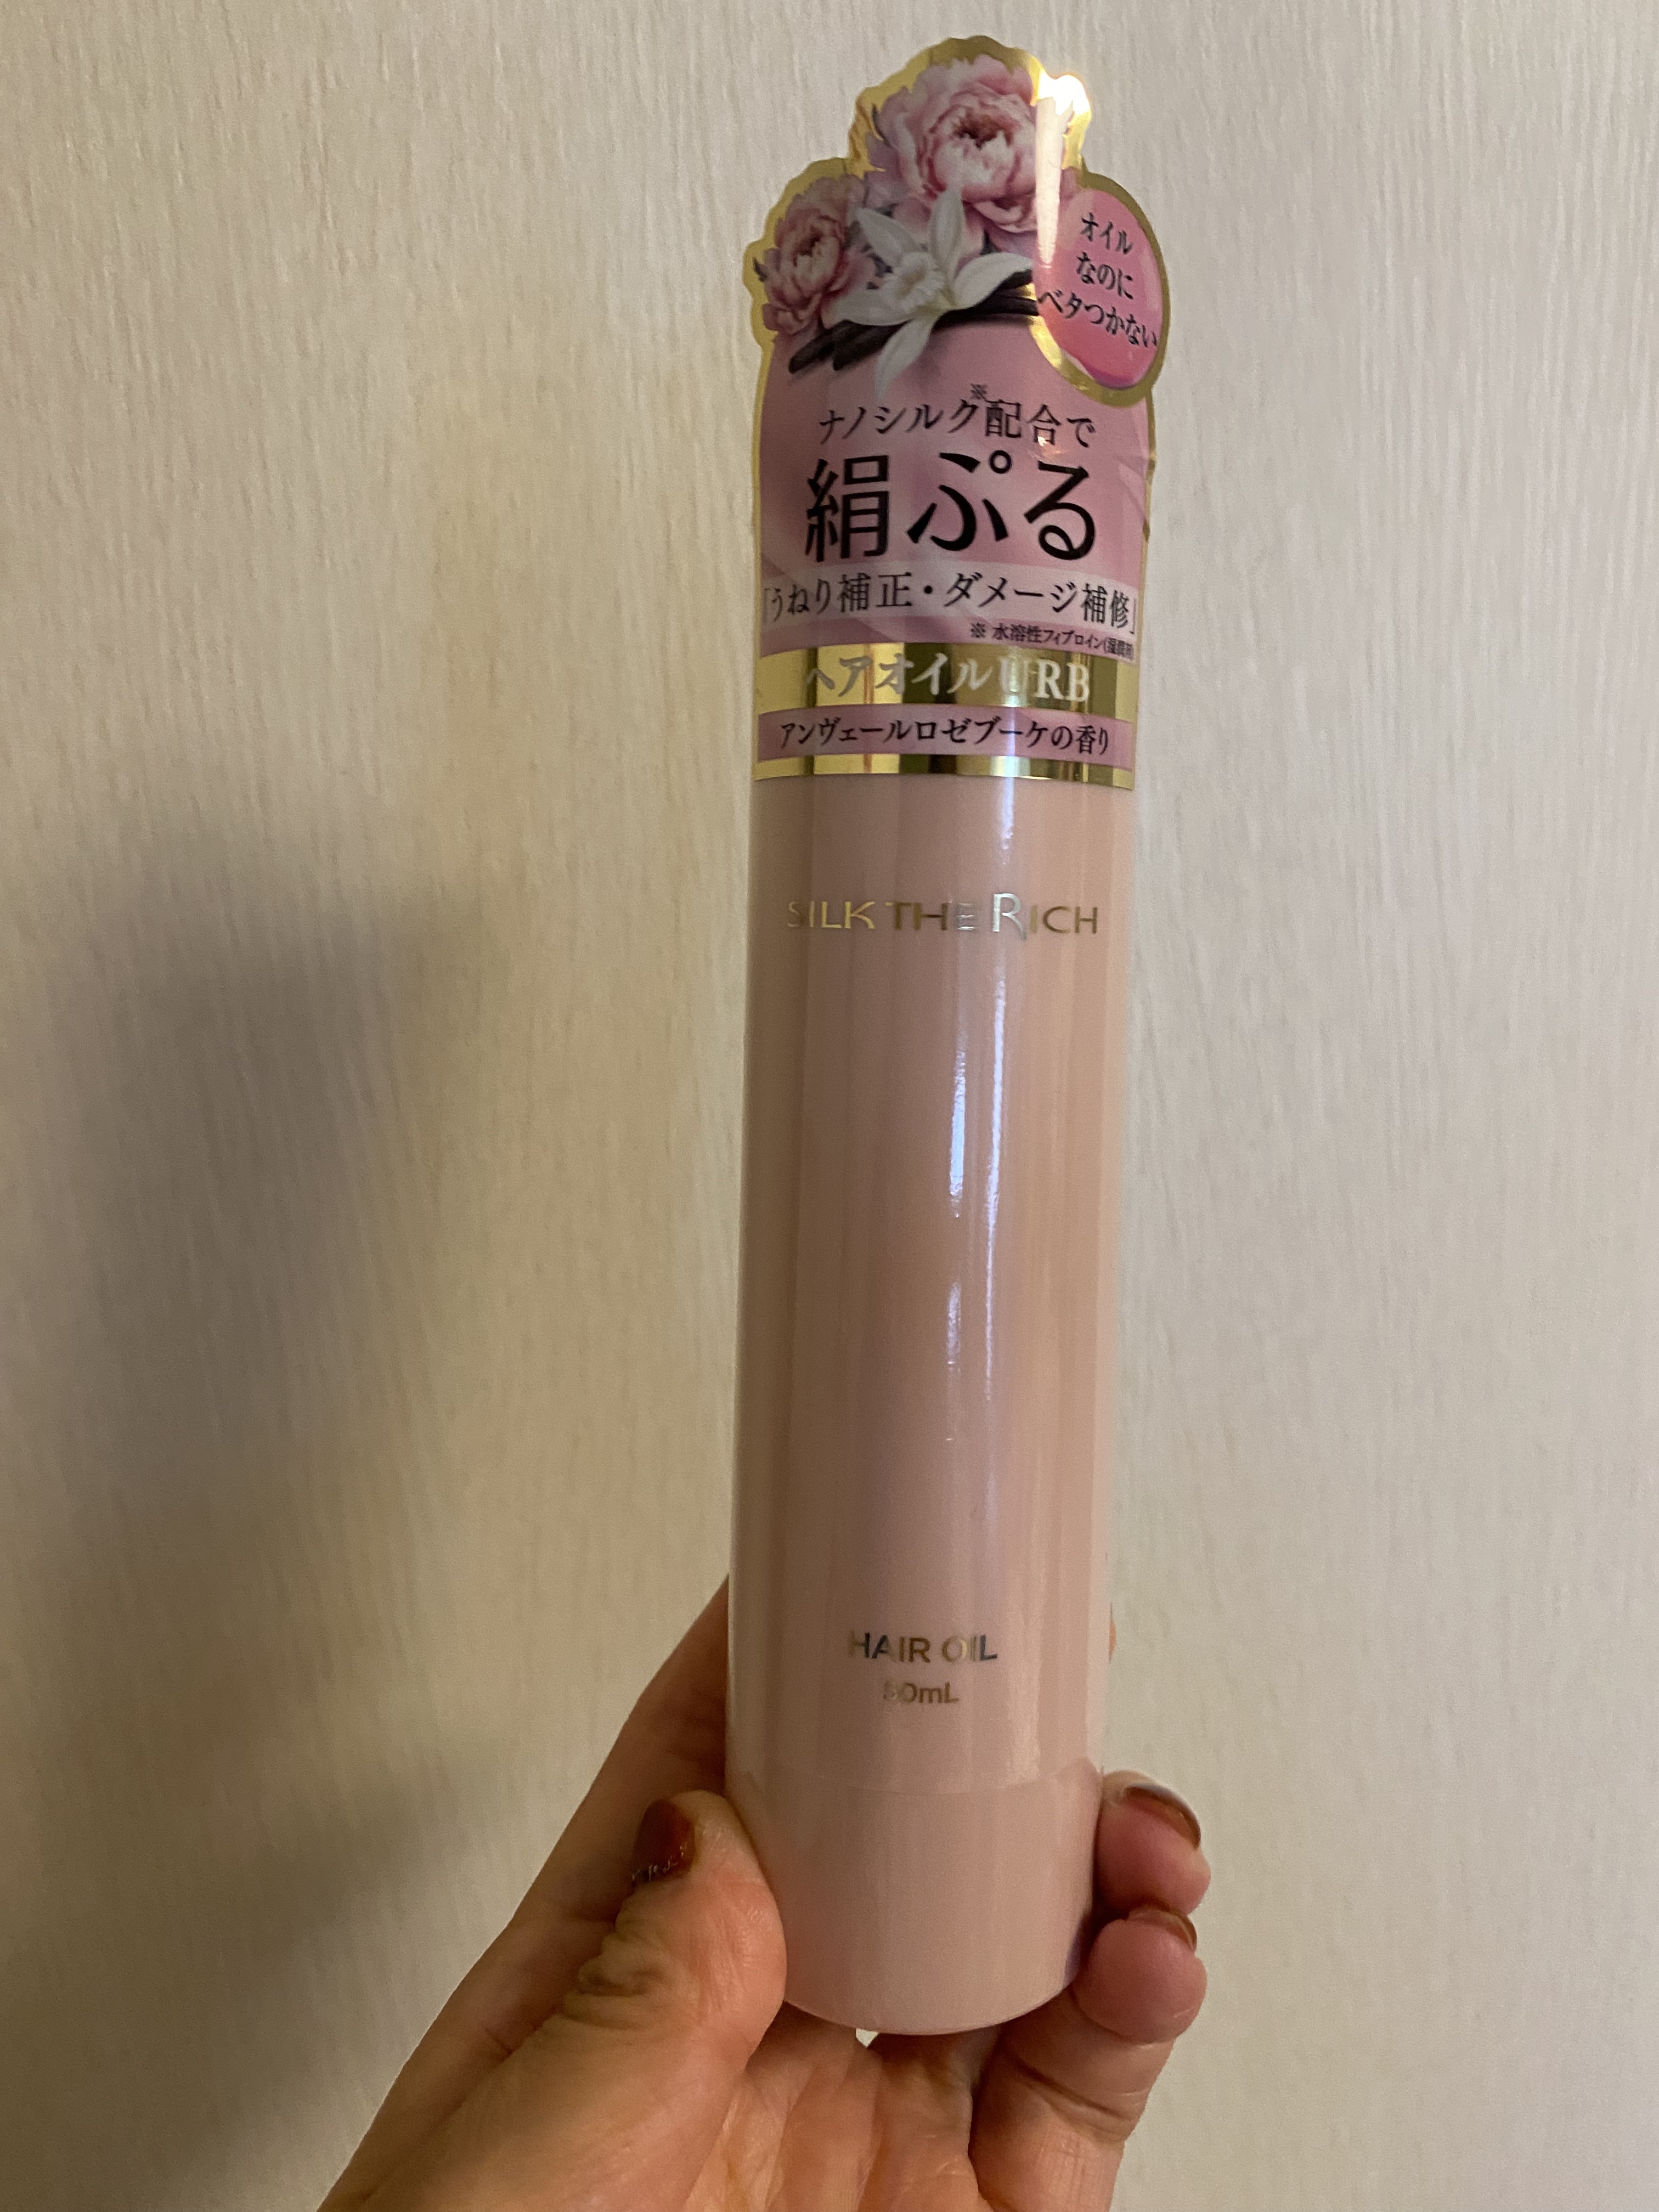 オイル
なのに
ベタつかない
※
ナノシルク配合で
絹ぷる
「うねり補正・ダメージ補修」
※ 水溶性フィブロイン(湿潤剤)
ヘアオイルURB
アンヴェールロゼブーケの香り
SILK THE RICH
HAIR OIL
50mL